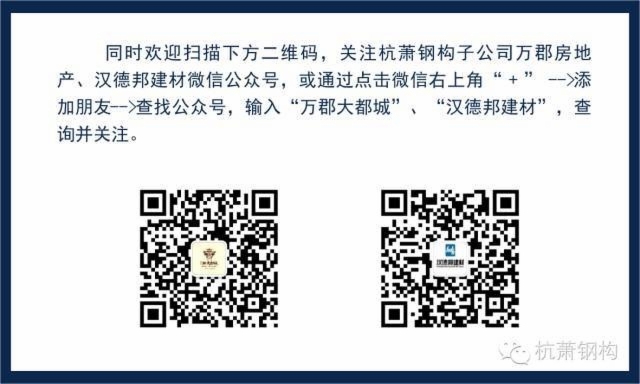 同时欢迎扫描下方二维码，关注杭萧钢构子公司万郡房地
产、汉德邦建材微信公众号，或通过点击微信右上角“+”-->添
加朋友-->查找公众号，输入“万郡大都城”、“汉德邦建材”，查
询并关注。
汉德邦建材
杭萧钢构